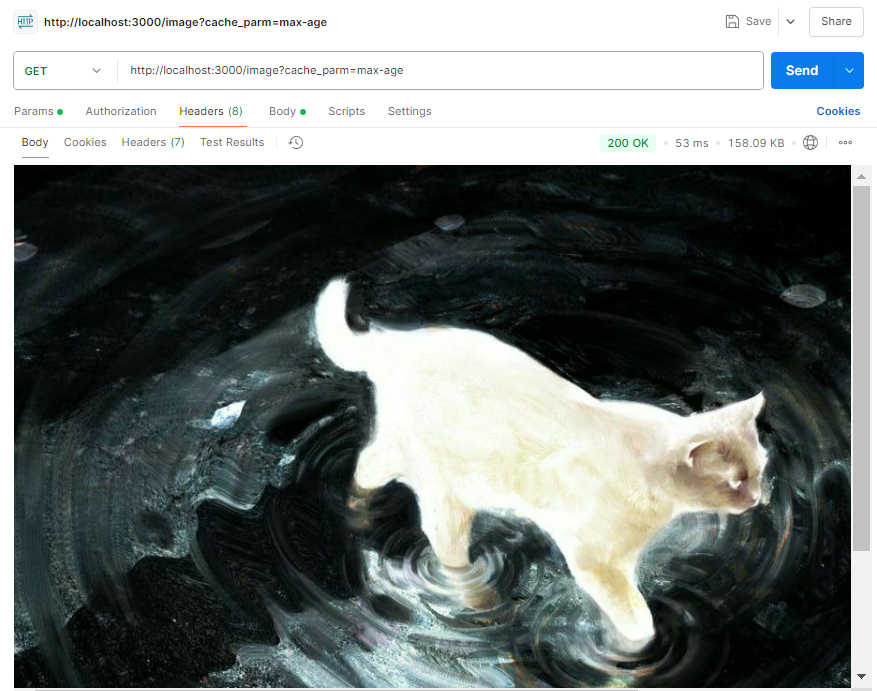 HTTP http://localhost:3000/image?cache_parm=max-age Save Share
GET http://localhost:3000/image?cache_parm=max-age Send
Params Authorization Headers (8) Body Scripts Settings Cookies
Body Cookies Headers (7) Test Results 200 OK 53 ms 158.09 KB